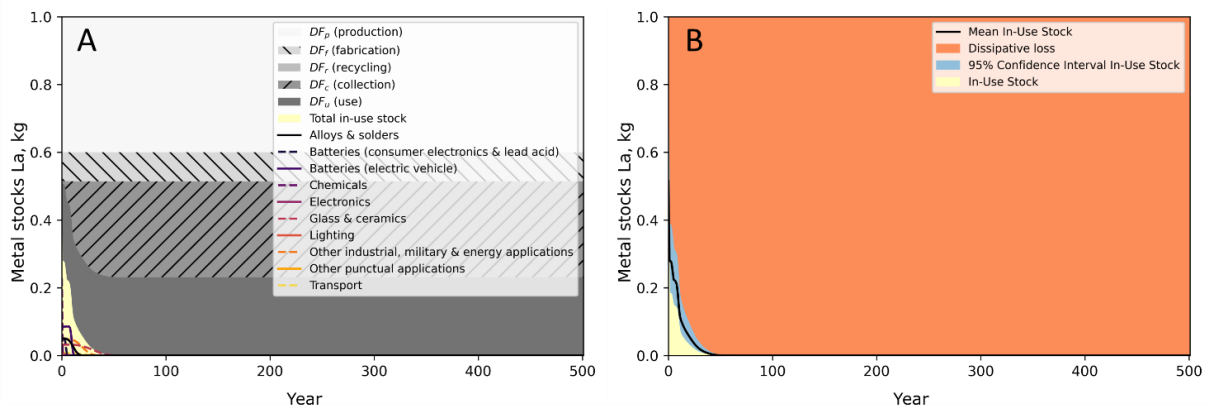 A
Metal stocks La, kg
1.0
0.8
0.6
0.4
0.2
0.0
0
100
200
300
400
500
Year
DFp (production)
DFf (fabrication)
DFr (recycling)
DFc (collection)
DFu (use)
Total in-use stock
Alloys & solders
Batteries (consumer electronics & lead acid)
Batteries (electric vehicle)
Chemicals
Electronics
Glass & ceramics
Lighting
Other industrial, military & energy applications
Other punctual applications
Transport
B
Metal stocks La, kg
1.0
0.8
0.6
0.4
0.2
0.0
0
100
200
300
400
500
Year
Mean In-Use Stock
Dissipative loss
95% Confidence Interval In-Use Stock
In-Use Stock